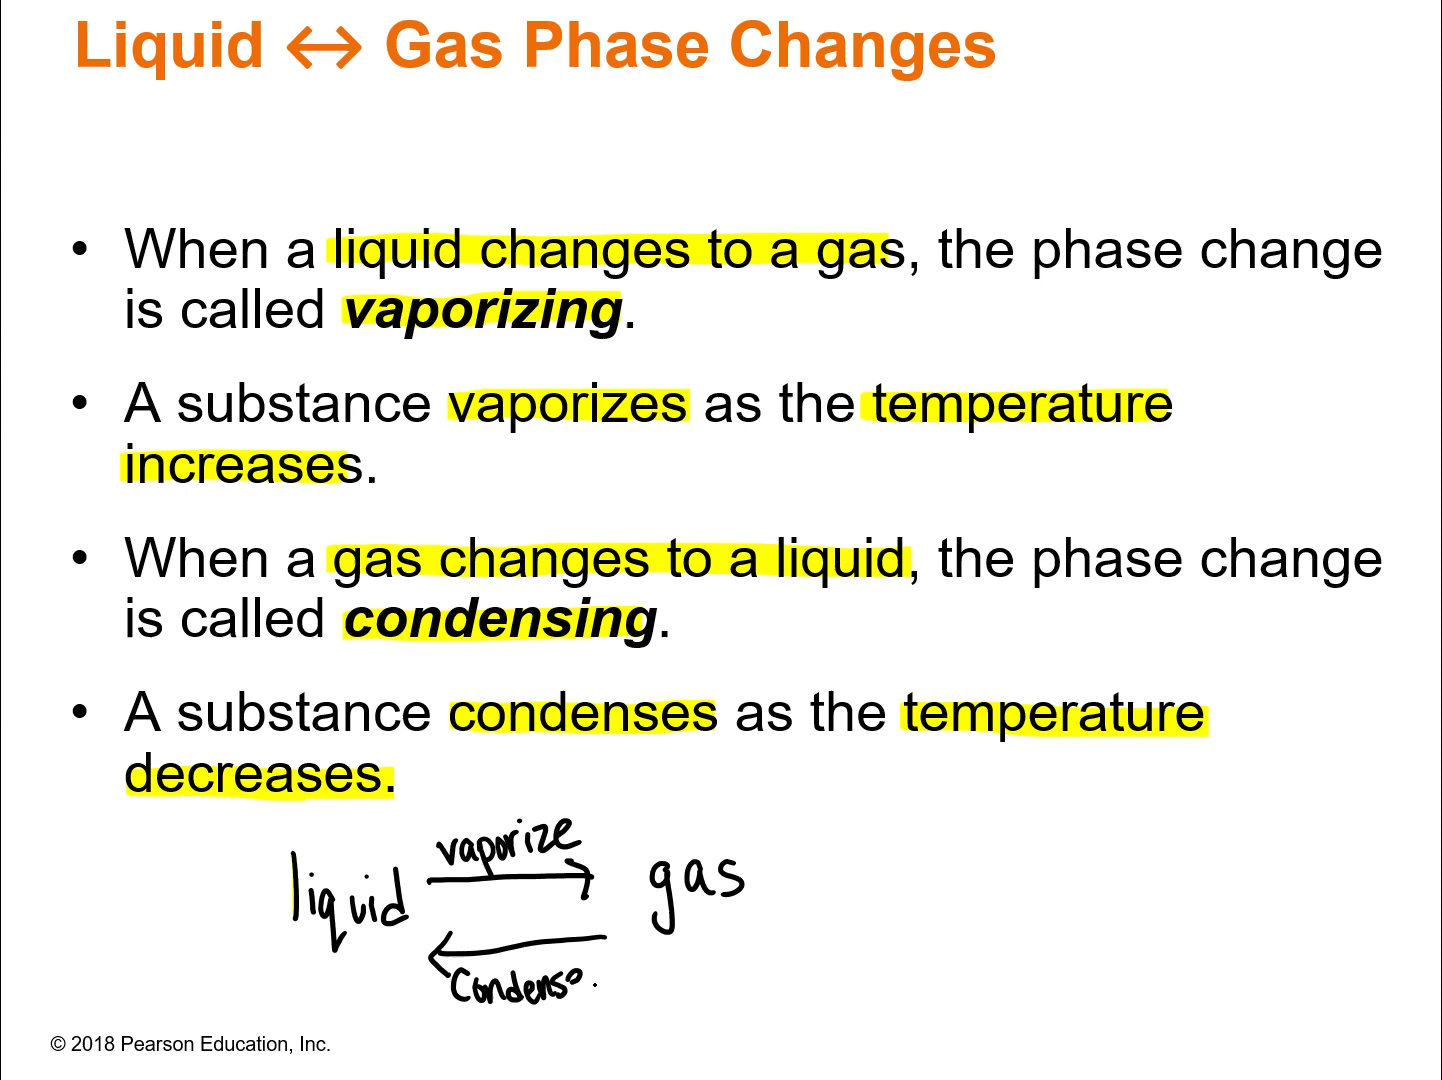 Liquid ↔ Gas Phase Changes
• When a liquid changes to a gas, the phase change
is called vaporizing.
• A substance vaporizes as the temperature
increases.
• When a gas changes to a liquid, the phase change
is called condensing.
• A substance condenses as the temperature
decreases.
vaporize
liquid → gas
←
Condense.
© 2018 Pearson Education, Inc.